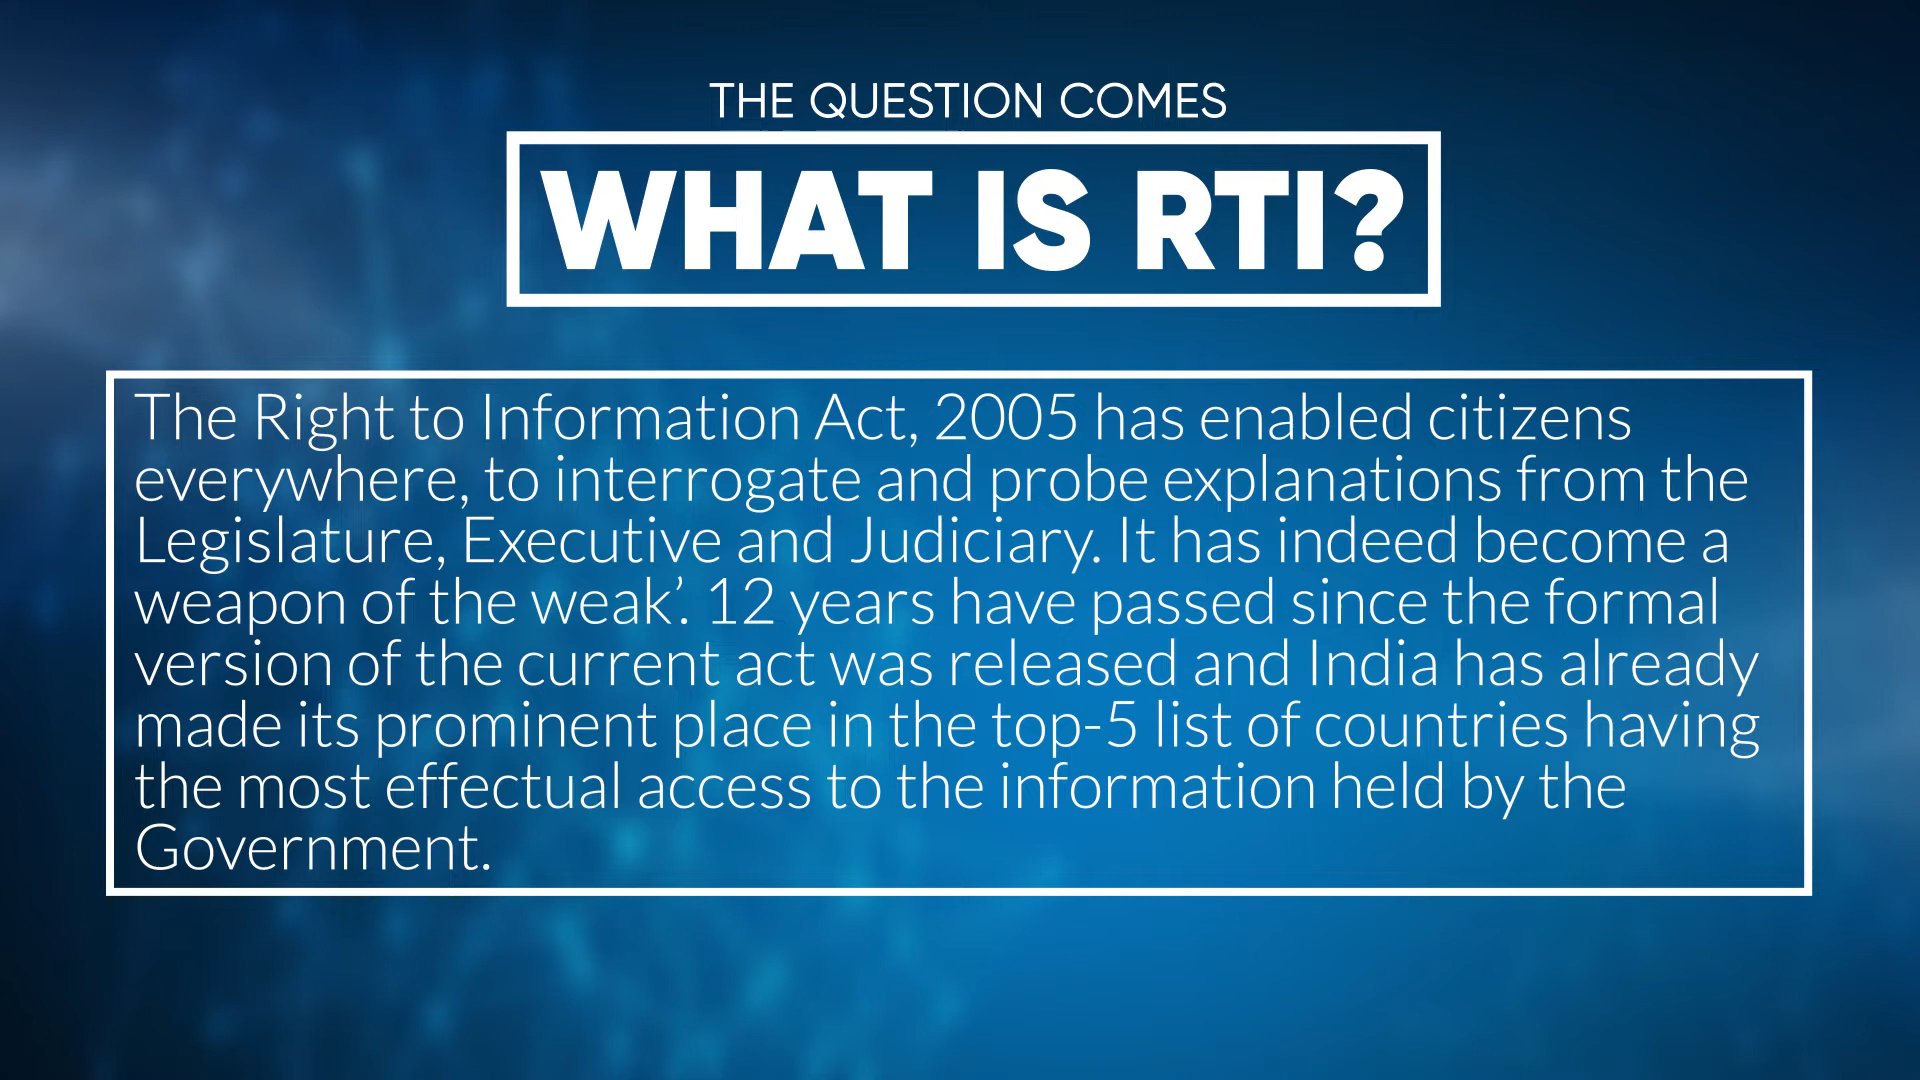 THE QUESTION COMES
WHAT IS RTI?
The Right to Information Act, 2005 has enabled citizens
everywhere, to interrogate and probe explanations from the
Legislature, Executive and Judiciary. It has indeed become a
weapon of the weak’. 12 years have passed since the formal
version of the current act was released and India has already
made its prominent place in the top-5 list of countries having
the most effectual access to the information held by the
Government.